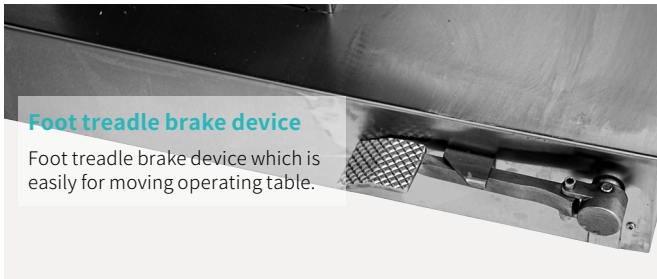 Foot treadle brake device
Foot treadle brake device which is
easily for moving operating table.